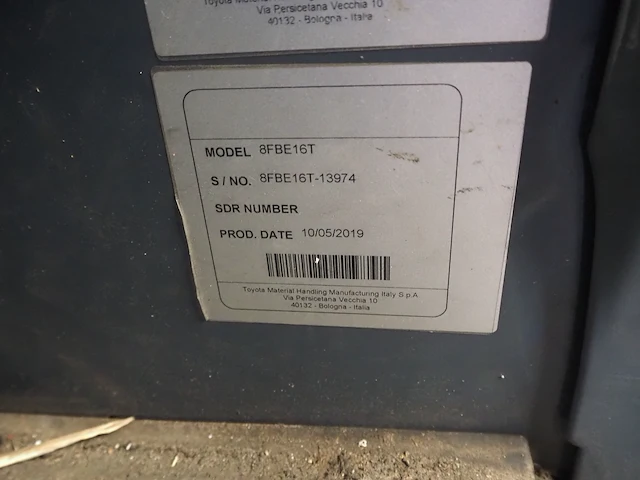 Via Persicetana Vecchia 10
40132 - Bologna - Italia
MODEL 8FBE16T
S / NO. 8FBE16T-13974
SDR NUMBER
PROD. DATE 10/05/2019
Toyota Material Handling Manufacturing Italy S.p.A
Via Persicetana Vecchia 10
40132 - Bologna - Italia